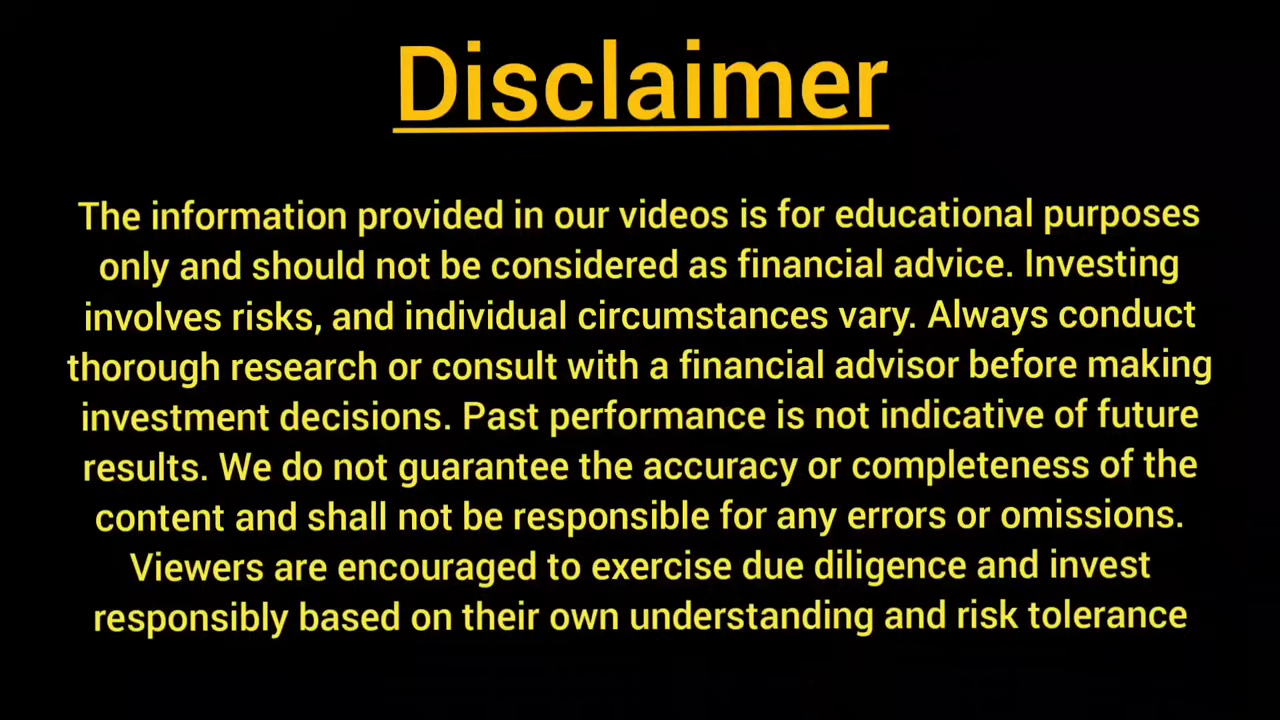 Disclaimer
The information provided in our videos is for educational purposes
only and should not be considered as financial advice. Investing
involves risks, and individual circumstances vary. Always conduct
thorough research or consult with a financial advisor before making
investment decisions. Past performance is not indicative of future
results. We do not guarantee the accuracy or completeness of the
content and shall not be responsible for any errors or omissions.
Viewers are encouraged to exercise due diligence and invest
responsibly based on their own understanding and risk tolerance